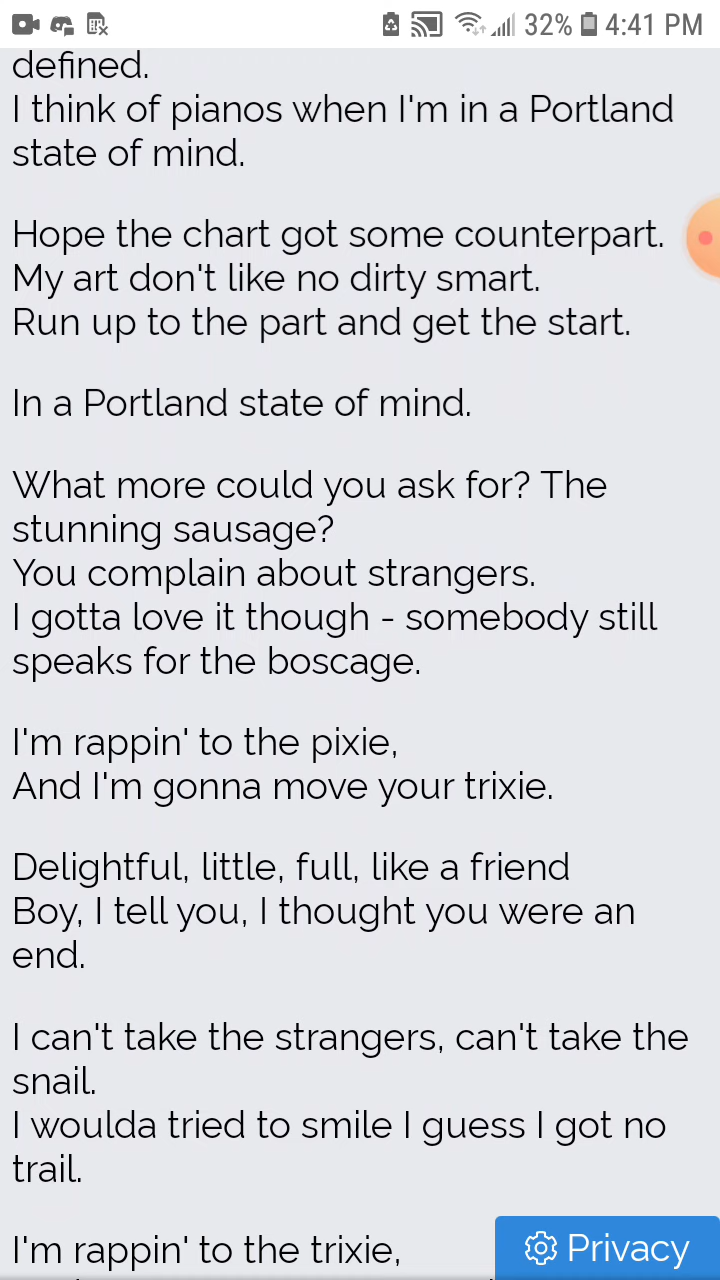 32% 4:41 PM
defined.
I think of pianos when I'm in a Portland
state of mind.
Hope the chart got some counterpart.
My art don't like no dirty smart.
Run up to the part and get the start.
In a Portland state of mind.
What more could you ask for? The
stunning sausage?
You complain about strangers.
I gotta love it though - somebody still
speaks for the boscage.
I'm rappin' to the pixie,
And I'm gonna move your trixie.
Delightful, little, full, like a friend
Boy, I tell you, I thought you were an
end.
I can't take the strangers, can't take the
snail.
I woulda tried to smile I guess I got no
trail.
I'm rappin' to the trixie,
Privacy